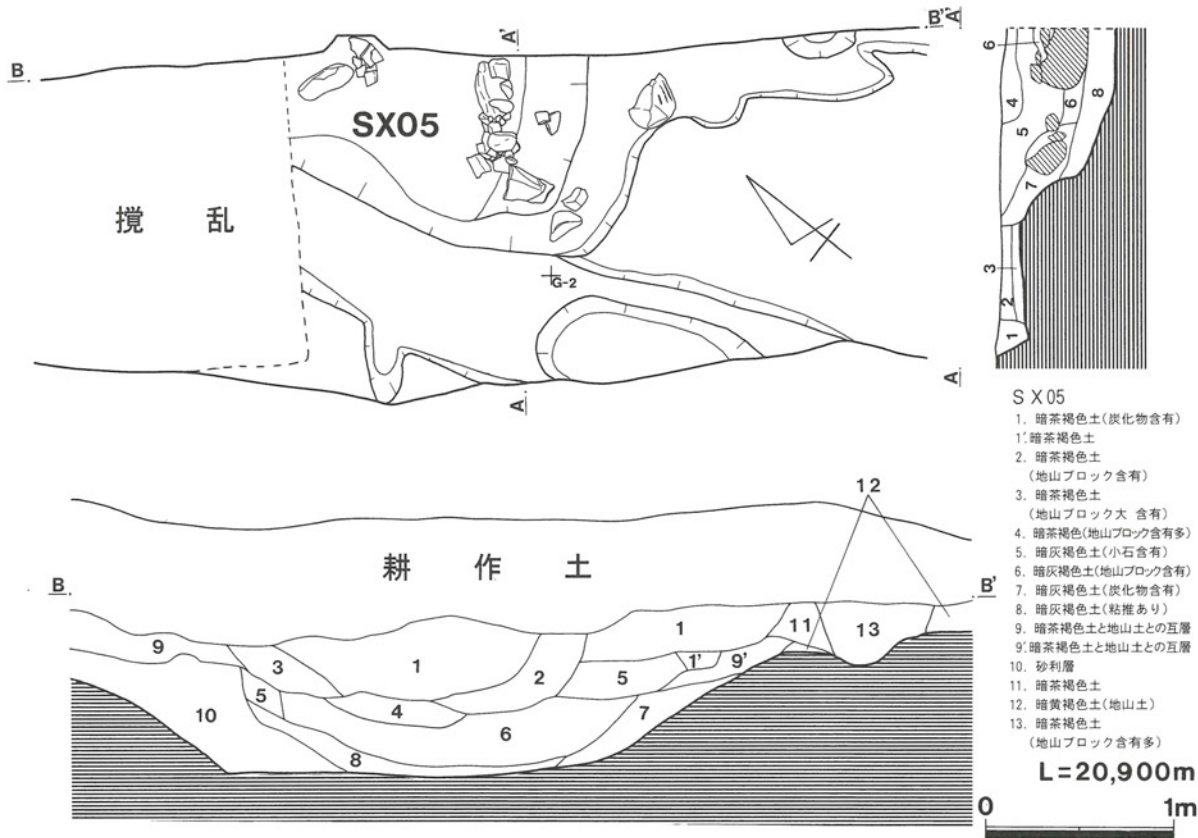 B
A'
B'
A'
SX05
撹 乱
G-2
A
A
6
4
5
6
8
7
3
2
1
SX05
1. 暗茶褐色土(炭化物含有)
1'.暗茶褐色土
2. 暗茶褐色土
(地山ブロック含有)
3. 暗茶褐色土
(地山ブロック大 含有)
4. 暗茶褐色(地山ブロック含有多)
5. 暗灰褐色土(小石含有)
6. 暗灰褐色土(地山ブロック含有)
7. 暗灰褐色土(炭化物含有)
8. 暗灰褐色土(粘推あり)
9. 暗茶褐色土と地山土との互層
9'.暗茶褐色土と地山土との互層
10. 砂利層
11. 暗茶褐色土
12. 暗黄褐色土(地山土)
13. 暗茶褐色土
(地山ブロック含有多)
L=20,900m
0 1m
12
耕 作 土
B
B'
9
3
1
2
1
1'
9'
11
13
5
5
4
10
6
7
8